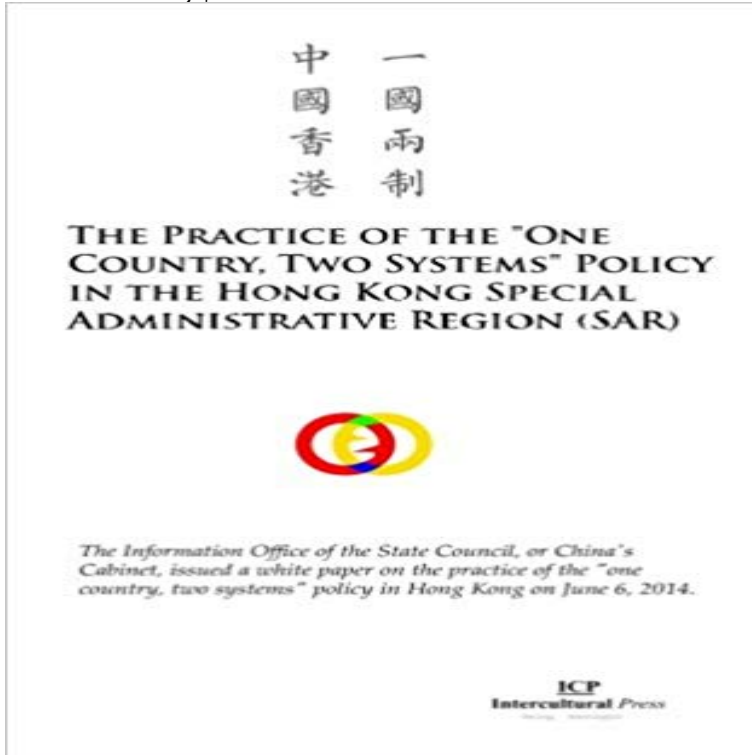 一國兩制
中國香港
THE PRACTICE OF THE "ONE
COUNTRY, TWO SYSTEMS" POLICY
IN THE HONG KONG SPECIAL
ADMINISTRATIVE REGION (SAR)
The Information Office of the State Council, or China's
Cabinet, issued a white paper on the practice of the "one
country, two systems" policy in Hong Kong on June 6, 2014.
ICP
Intercultural Press